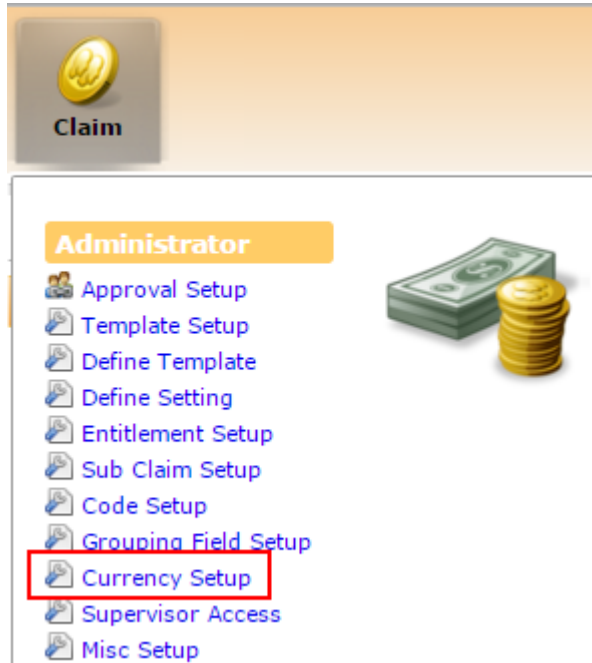 Claim
Administrator
Approval Setup
Template Setup
Define Template
Define Setting
Entitlement Setup
Sub Claim Setup
Code Setup
Grouping Field Setup
Currency Setup
Supervisor Access
Misc Setup